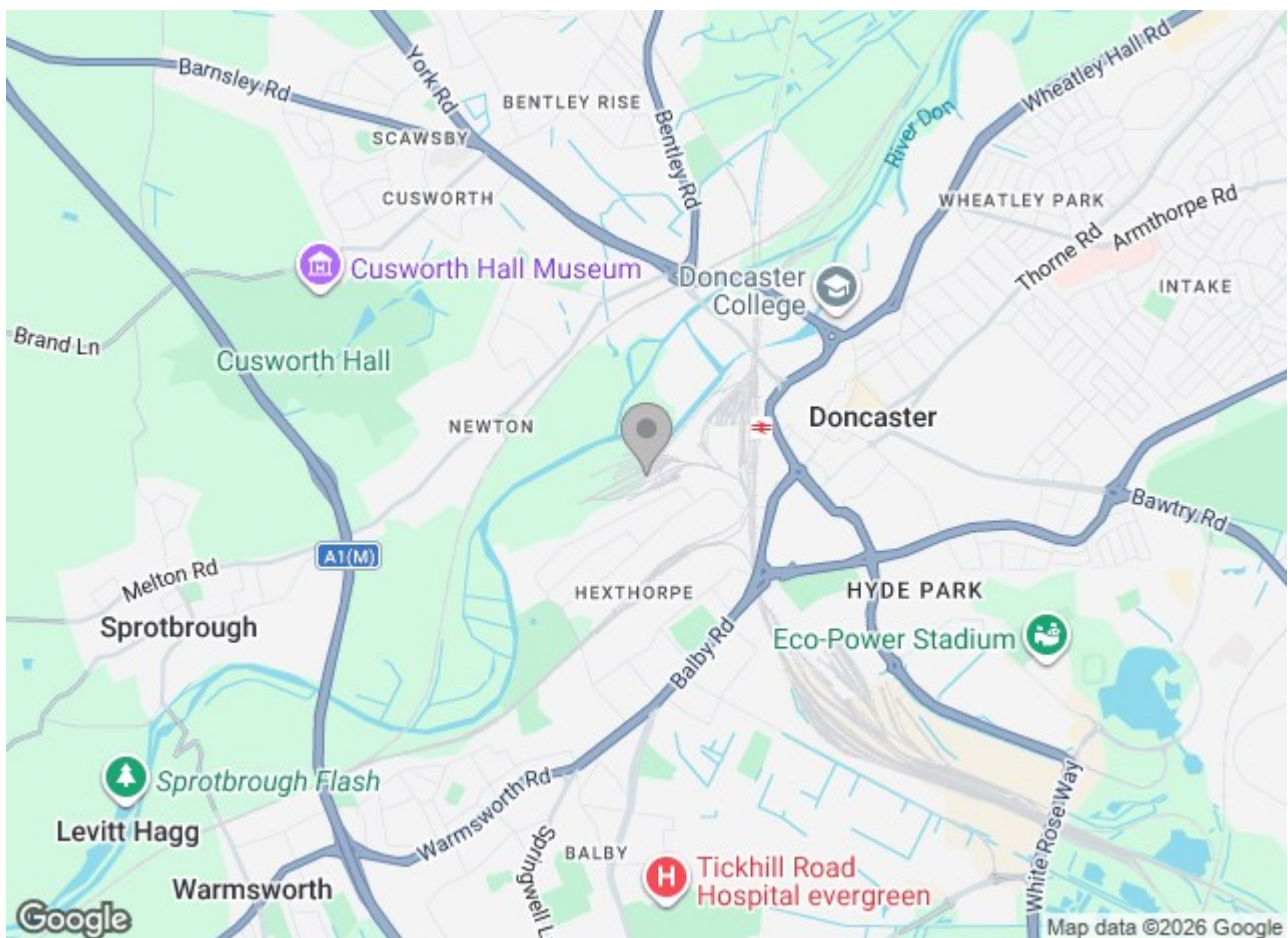 Barnsley Rd
York Rd
BENTLEY RISE
SCAWSBY
Bentley Rd
CUSWORTH
River Don
Wheatley Hall Rd
WHEATLEY PARK
Armthorpe Rd
Thorne Rd
INTAKE
Cusworth Hall Museum
Doncaster
College
Brand Ln
Cusworth Hall
NEWTON
Doncaster
Bawtry Rd
A1(M)
Melton Rd
Sprotbrough
HEXTHORPE
HYDE PARK
Balby Rd
Eco-Power Stadium
Sprotbrough Flash
Levitt Hagg
Warmsworth Rd
Springwell L
BALBY
White Rose Way
Warmsworth
H
Tickhill Road
Hospital evergreen
Google
Map data ©2026 Google